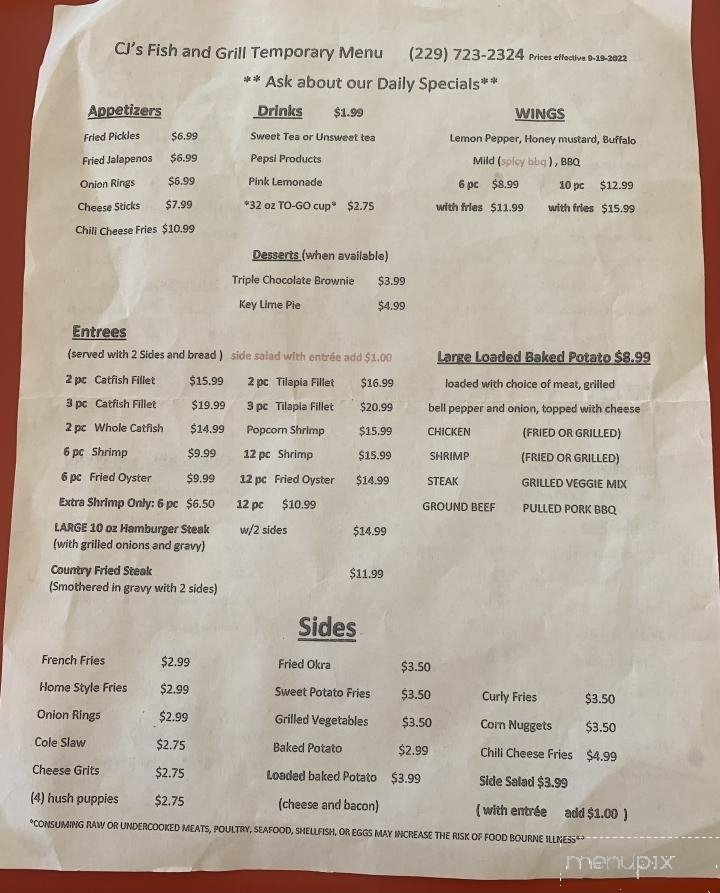 CJ's Fish and Grill Temporary Menu (229) 723-2324 Prices effective 9-19-2022
** Ask about our Daily Specials**
Appetizers
Fried Pickles $6.99
Fried Jalapenos $6.99
Onion Rings $6.99
Cheese Sticks $7.99
Chili Cheese Fries $10.99
Drinks $1.99
Sweet Tea or Unsweet tea
Pepsi Products
Pink Lemonade
*32 oz TO-GO cup* $2.75
WINGS
Lemon Pepper, Honey mustard, Buffalo
Mild (spicy bbq), BBQ
6 pc $8.99 10 pc $12.99
with fries $11.99 with fries $15.99
Desserts (when available)
Triple Chocolate Brownie $3.99
Key Lime Pie $4.99
Entrees
(served with 2 Sides and bread ) side salad with entrée add $1.00
2 pc Catfish Fillet $15.99 2 pc Tilapia Fillet $16.99
3 pc Catfish Fillet $19.99 3 pc Tilapia Fillet $20.99
2 pc Whole Catfish $14.99 Popcorn Shrimp $15.99
6 pc Shrimp $9.99 12 pc Shrimp $15.99
6 pc Fried Oyster $9.99 12 pc Fried Oyster $14.99
Extra Shrimp Only: 6 pc $6.50 12 pc $10.99
LARGE 10 oz Hamburger Steak w/2 sides $14.99
(with grilled onions and gravy)
Country Fried Steak $11.99
(Smothered in gravy with 2 sides)
Large Loaded Baked Potato $8.99
loaded with choice of meat, grilled
bell pepper and onion, topped with cheese
CHICKEN (FRIED OR GRILLED)
SHRIMP (FRIED OR GRILLED)
STEAK GRILLED VEGGIE MIX
GROUND BEEF PULLED PORK BBQ
Sides
French Fries $2.99
Home Style Fries $2.99
Onion Rings $2.99
Cole Slaw $2.75
Cheese Grits $2.75
(4) hush puppies $2.75
Fried Okra $3.50
Sweet Potato Fries $3.50
Grilled Vegetables $3.50
Baked Potato $2.99
Loaded baked Potato $3.99
(cheese and bacon)
Curly Fries $3.50
Corn Nuggets $3.50
Chili Cheese Fries $4.99
Side Salad $3.99
( with entrée add $1.00 )
*CONSUMING RAW OR UNDERCOOKED MEATS, POULTRY, SEAFOOD, SHELLFISH, OR EGGS MAY INCREASE THE RISK OF FOOD BOURNE ILLNESS**
menupix